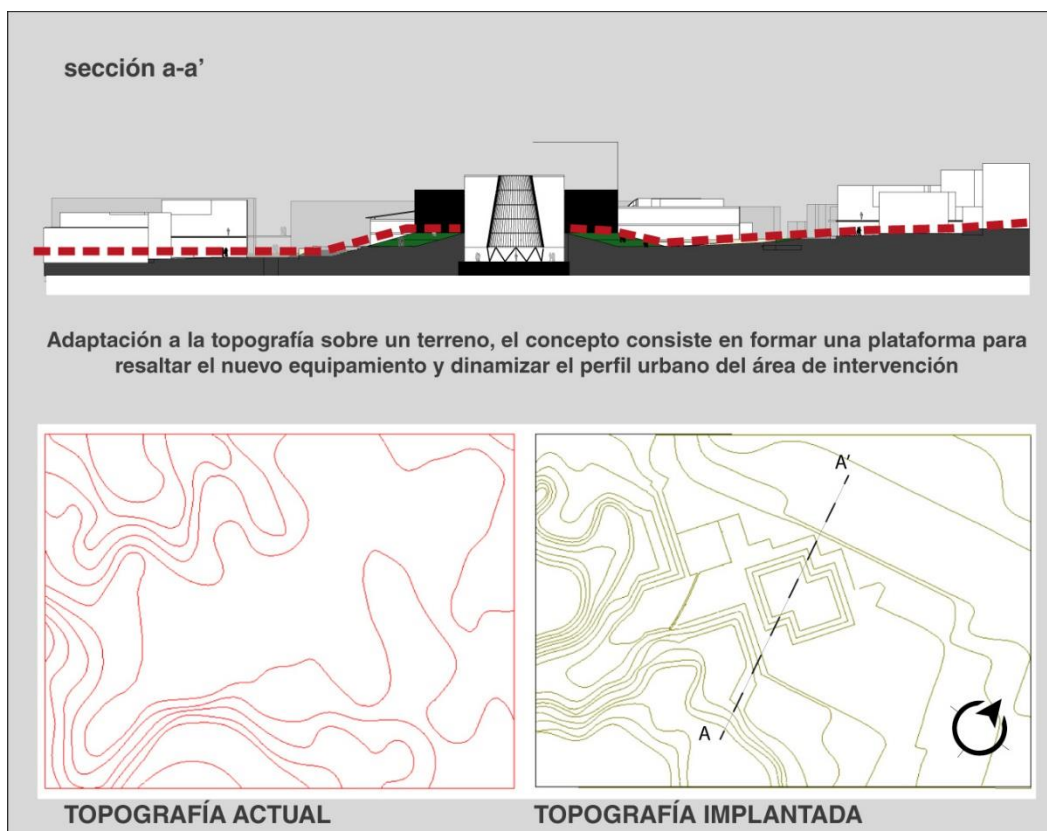 sección a-a'
Adaptación a la topografía sobre un terreno, el concepto consiste en formar una plataforma para
resaltar el nuevo equipamiento y dinamizar el perfil urbano del área de intervención
A'
A
TOPOGRAFÍA ACTUAL
TOPOGRAFÍA IMPLANTADA